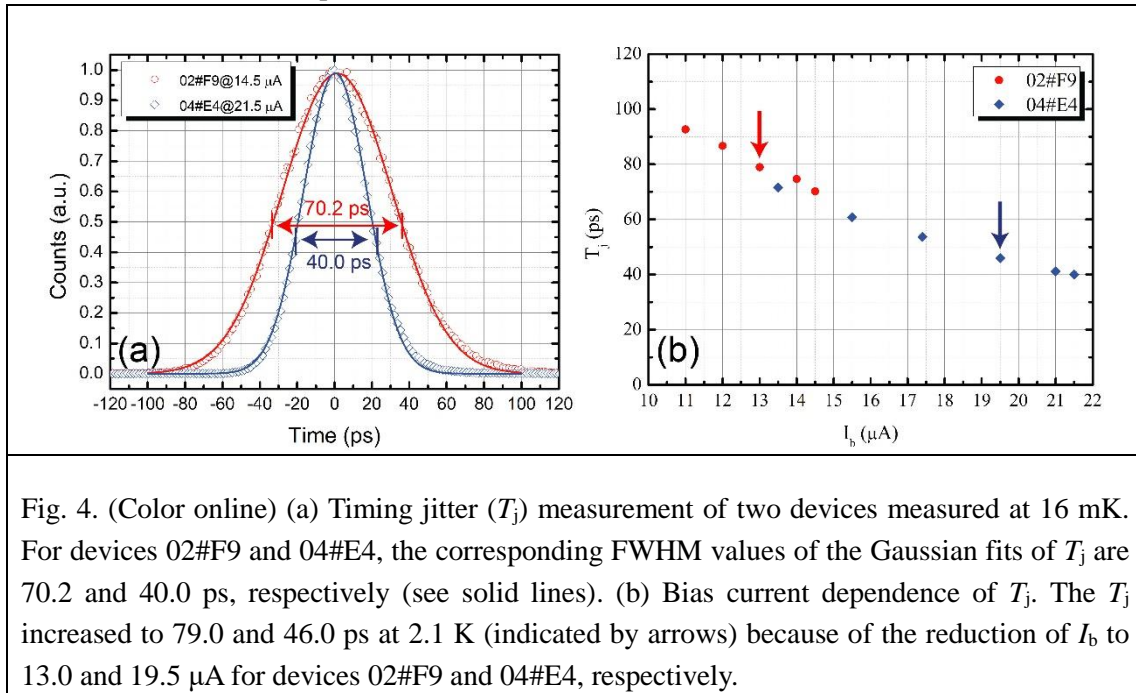 02#F9@14.5 μA
04#E4@21.5 μA
Counts (a.u.)
1.0
0.9
0.8
0.7
0.6
0.5
0.4
0.3
0.2
0.1
0.0
70.2 ps
40.0 ps
(a)
-120 -100 -80 -60 -40 -20 0 20 40 60 80 100 120
Time (ps)
02#F9
04#E4
T_j (ps)
120
100
80
60
40
20
0
(b)
10 11 12 13 14 15 16 17 18 19 20 21 22
I_b (μA)
Fig. 4. (Color online) (a) Timing jitter (T_j) measurement of two devices measured at 16 mK.
For devices 02#F9 and 04#E4, the corresponding FWHM values of the Gaussian fits of T_j are
70.2 and 40.0 ps, respectively (see solid lines). (b) Bias current dependence of T_j. The T_j
increased to 79.0 and 46.0 ps at 2.1 K (indicated by arrows) because of the reduction of I_b to
13.0 and 19.5 μA for devices 02#F9 and 04#E4, respectively.